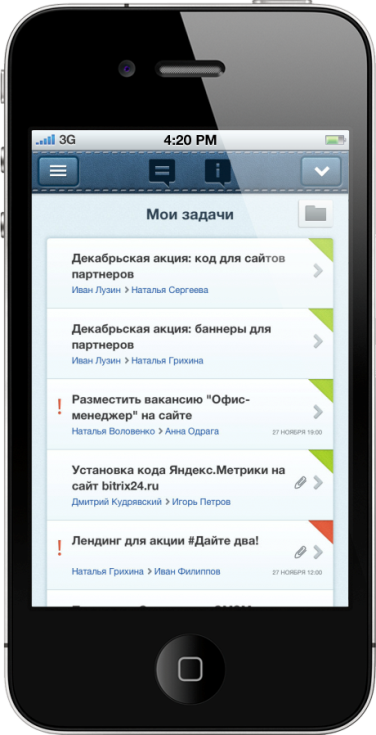 3G 4:20 PM
Мои задачи
Декабрьская акция: код для сайтов
партнеров
Иван Лузин > Наталья Сергеева
Декабрьская акция: баннеры для
партнеров
Иван Лузин > Наталья Грихина
! Разместить вакансию "Офис-
менеджер" на сайте
Наталья Воловенко > Анна Одрага 27 НОЯБРЯ 19:00
Установка кода Яндекс.Метрики на
сайт bitrix24.ru
Дмитрий Кудрявский > Игорь Петров
! Лендинг для акции #Дайте два!
Наталья Грихина > Иван Филиппов 27 НОЯБРЯ 12:00